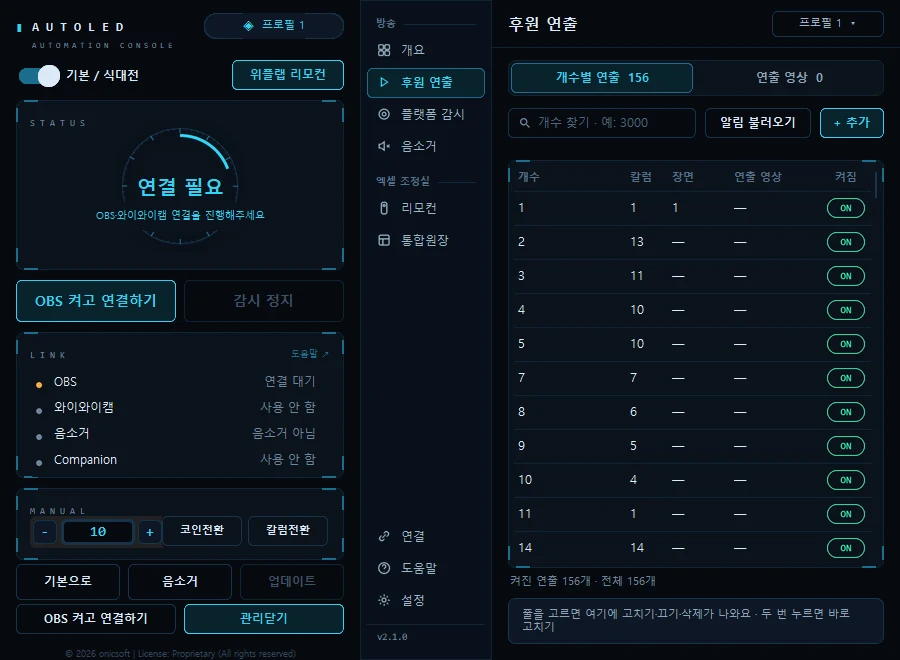 AUTOLED
AUTOMATION CONSOLE
◈ 프로필 1
기본 / 식대전
위플랩 리모컨
STATUS
연결 필요
OBS·와이와이캠 연결을 진행해주세요
OBS 켜고 연결하기
감시 정지
LINK
도움말 ↗
OBS 연결 대기
와이와이캠 사용 안 함
음소거 음소거 아님
Companion 사용 안 함
MANUAL
- 10 + 코인전환 칼럼전환
기본으로 음소거 업데이트
OBS 켜고 연결하기 관리닫기
© 2026 onicsoft | License: Proprietary (All rights reserved)
방송
개요
후원 연출
플랫폼 감시
음소거
엑셀 조정실
리모컨
통합원장
연결
도움말
설정
v2.1.0
후원 연출
프로필 1 ▾
개수별 연출 156
연출 영상 0
개수 찾기 · 예: 3000
알림 불러오기
+ 추가
개수 칼럼 장면 연출 영상 켜짐
1 1 1 — ON
2 13 — — ON
3 11 — — ON
4 10 — — ON
5 10 — — ON
7 7 — — ON
8 6 — — ON
9 5 — — ON
10 4 — — ON
11 1 — — ON
14 14 — — ON
켜진 연출 156개 · 전체 156개
줄을 고르면 여기에 고치기·끄기·삭제가 나와요 · 두 번 누르면 바로
고치기